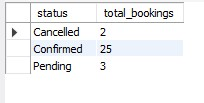 status total_bookings
Cancelled 2
Confirmed 25
Pending 3